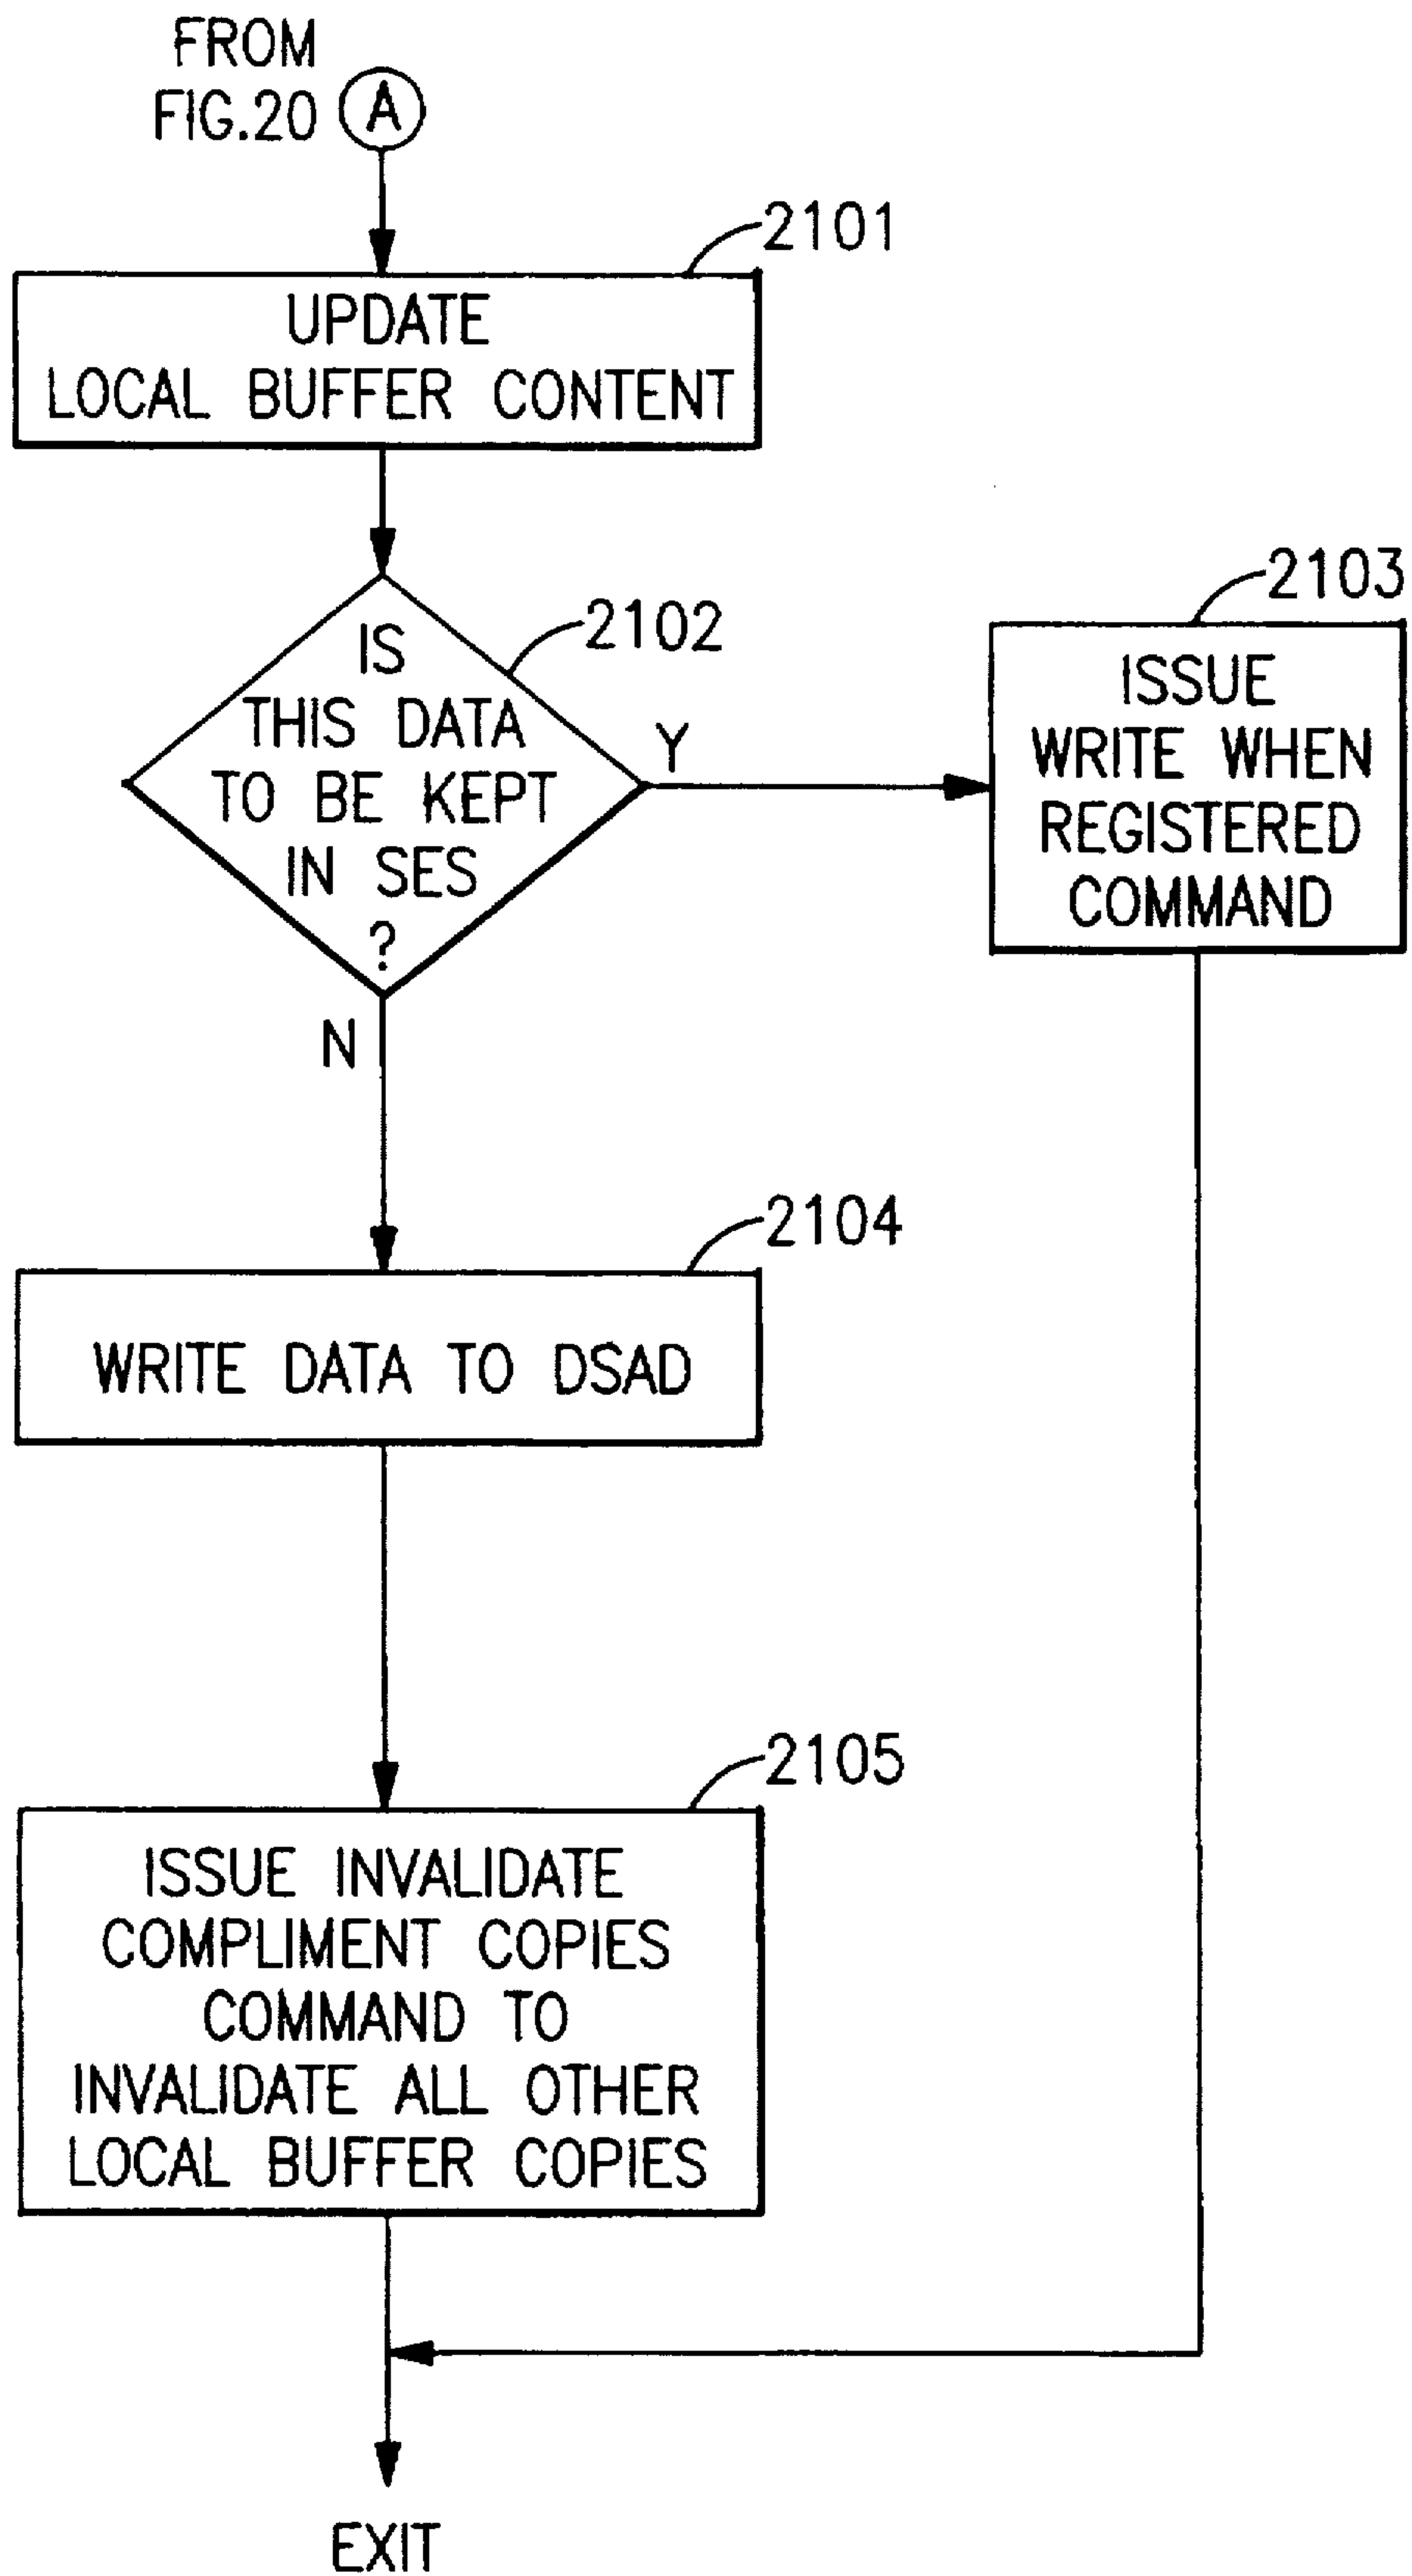 FROM
FIG.20
A
2101
UPDATE
LOCAL BUFFER CONTENT
2102
IS
THIS DATA
TO BE KEPT
IN SES
?
Y
N
2103
ISSUE
WRITE WHEN
REGISTERED
COMMAND
2104
WRITE DATA TO DSAD
2105
ISSUE INVALIDATE
COMPLIMENT COPIES
COMMAND TO
INVALIDATE ALL OTHER
LOCAL BUFFER COPIES
EXIT